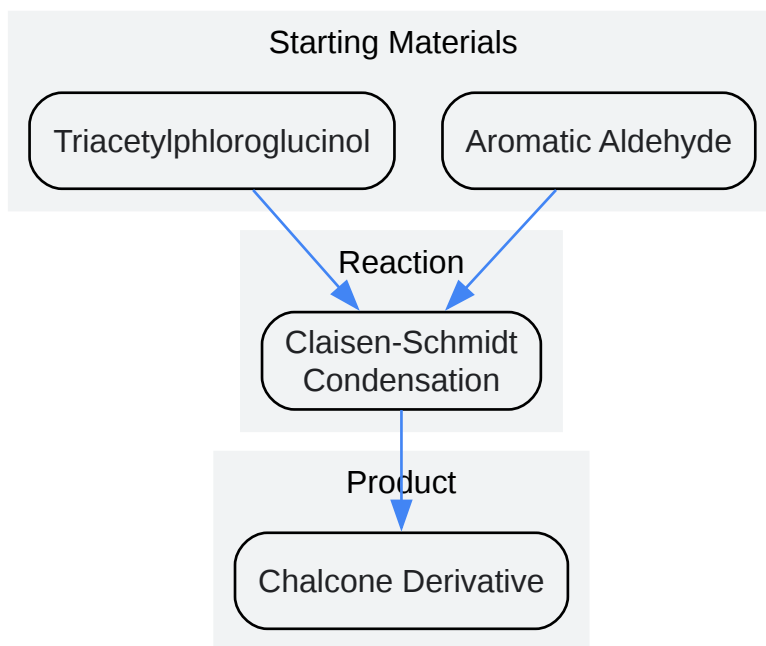 Starting Materials
Triacetylphloroglucinol
Aromatic Aldehyde
Reaction
Claisen-Schmidt
Condensation
Product
Chalcone Derivative